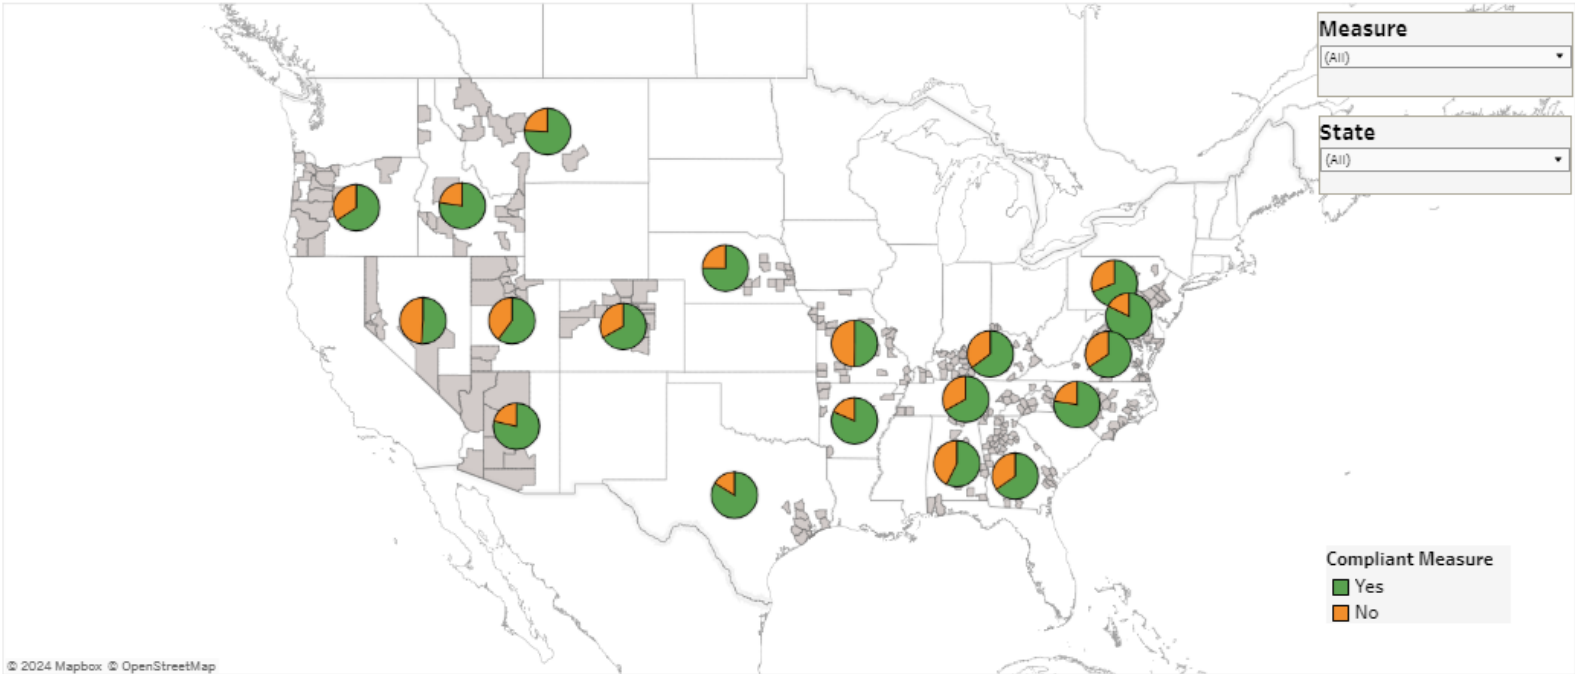 Measure
(All)
State
(All)
Compliant Measure
Yes
No
© 2024 Mapbox © OpenStreetMap